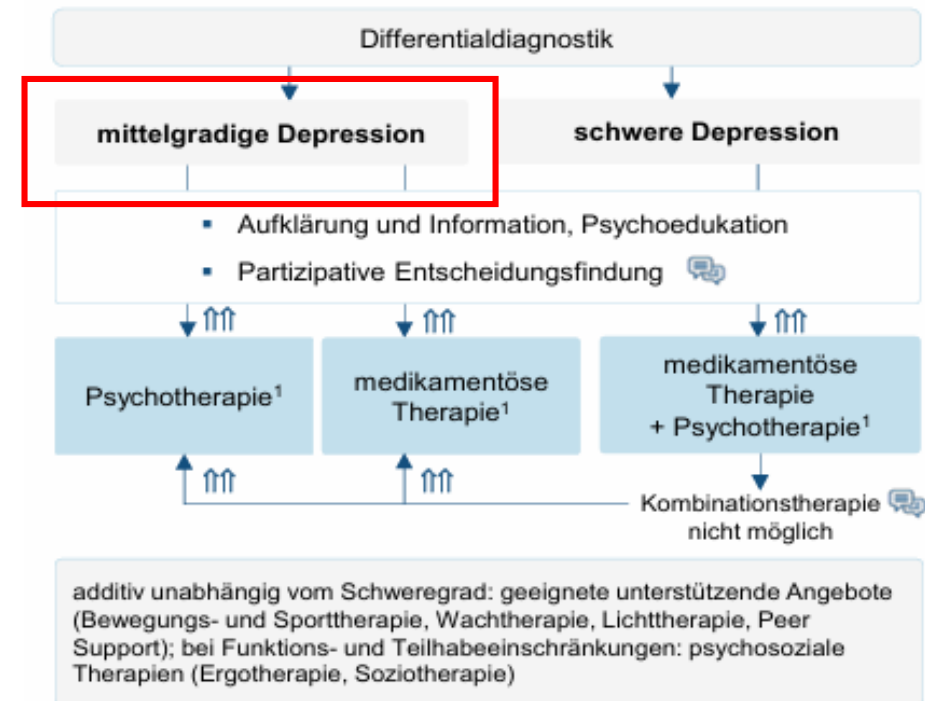 Differentialdiagnostik
mittelgradige Depression
schwere Depression
▪ Aufklärung und Information, Psychoedukation
▪ Partizipative Entscheidungsfindung
⇑⇑
⇑⇑
⇑⇑
Psychotherapie¹
medikamentöse
Therapie¹
medikamentöse
Therapie
+ Psychotherapie¹
⇑⇑
⇑⇑
Kombinationstherapie
nicht möglich
additiv unabhängig vom Schweregrad: geeignete unterstützende Angebote
(Bewegungs- und Sporttherapie, Wachtherapie, Lichttherapie, Peer
Support); bei Funktions- und Teilhabeeinschränkungen: psychosoziale
Therapien (Ergotherapie, Soziotherapie)